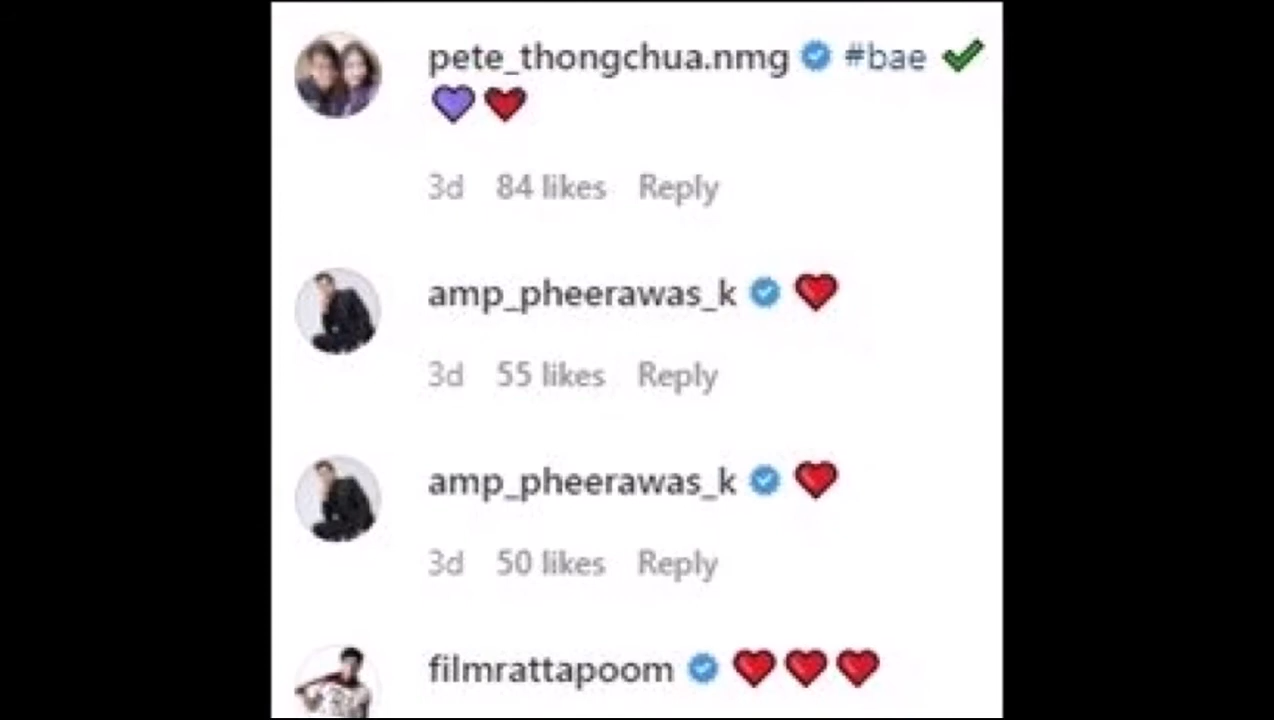 pete_thongchua.nmg #bae ✔
💜❤
3d 84 likes Reply
amp_pheerawas_k ❤
3d 55 likes Reply
amp_pheerawas_k ❤
3d 50 likes Reply
filmrattapoom ❤❤❤